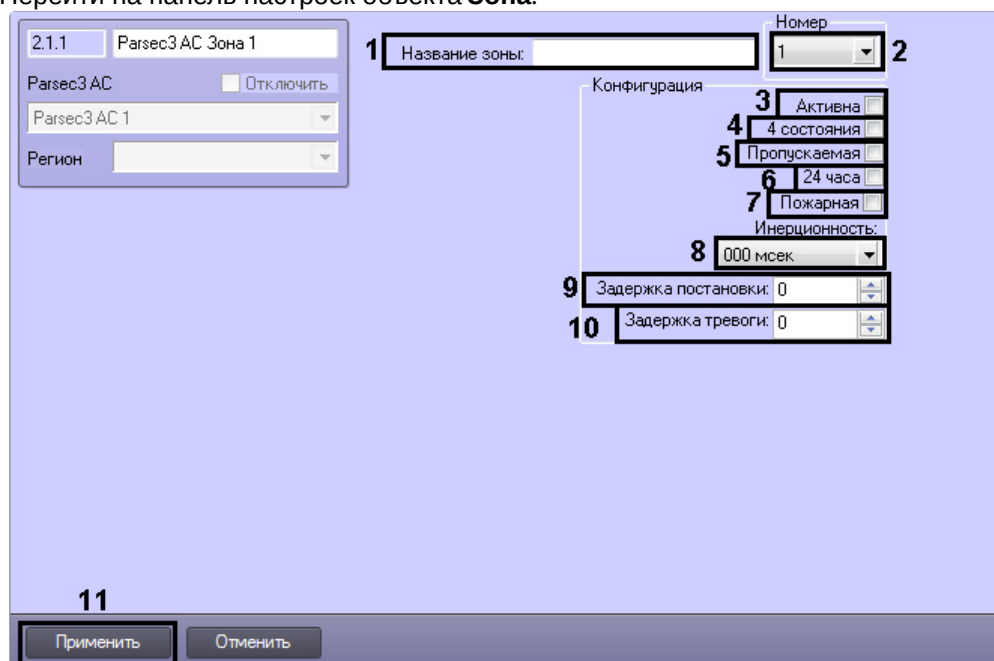 Перейти на панель настроек объекта Зона.
2.1.1 Parsec3 AC Зона 1
Parsec3 AC Отключить
Parsec3 AC 1
Регион
1 Название зоны:
Номер
1 2
Конфигурация
3 Активна
4 4 состояния
5 Пропускаемая
6 24 часа
7 Пожарная
Инерционность:
8 000 мсек
9 Задержка постановки: 0
10 Задержка тревоги: 0
11
Применить Отменить